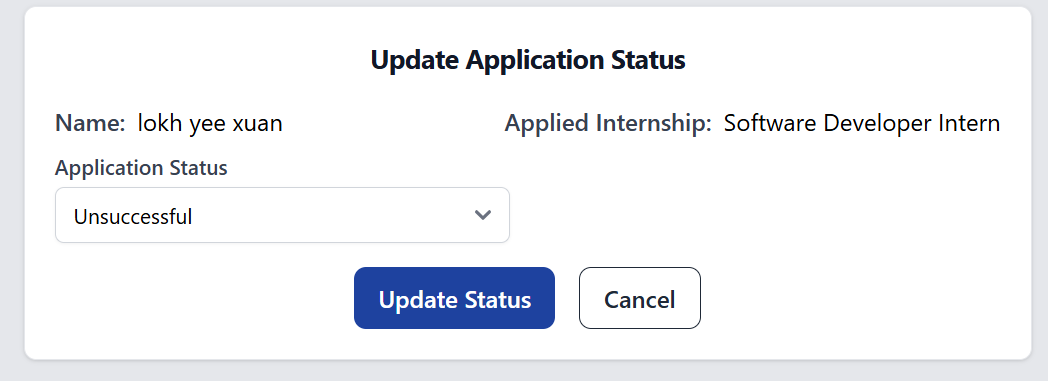 Update Application Status
Name: lokh yee xuan Applied Internship: Software Developer Intern
Application Status
Unsuccessful
Update Status Cancel